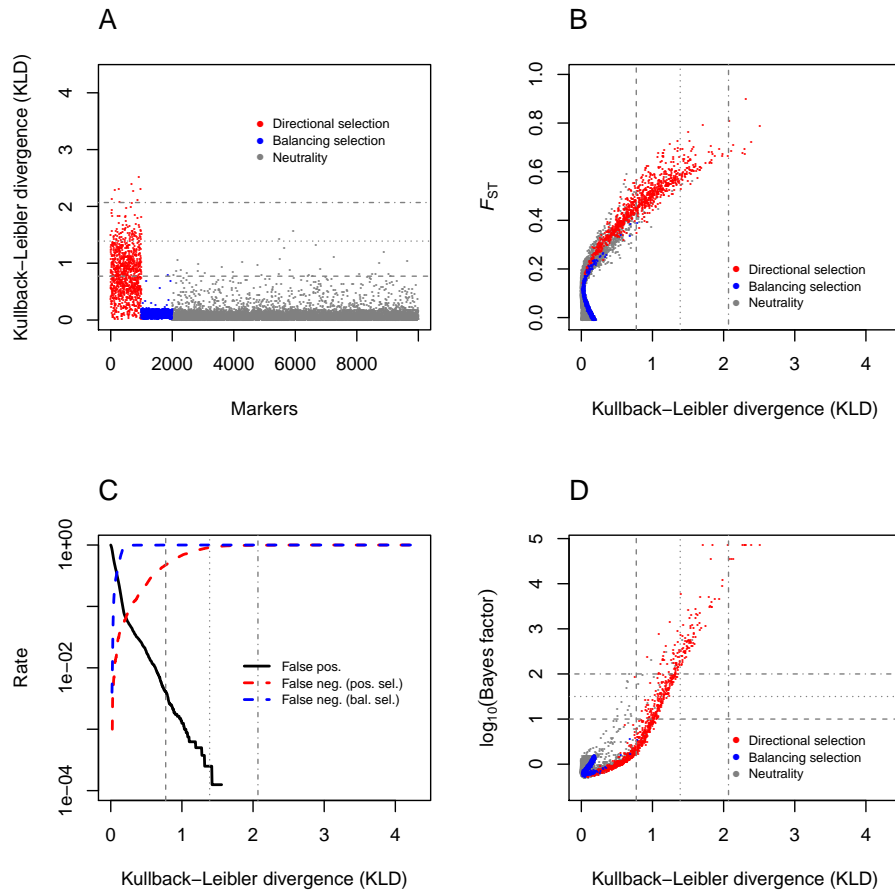 A
Kullback–Leibler divergence (KLD)
4
3
2
1
0
Directional selection
Balancing selection
Neutrality
0 2000 4000 6000 8000
Markers
B
FST
1.0
0.8
0.6
0.4
0.2
0.0
Directional selection
Balancing selection
Neutrality
0 1 2 3 4
Kullback–Leibler divergence (KLD)
C
Rate
1e+00
1e−02
1e−04
False pos.
False neg. (pos. sel.)
False neg. (bal. sel.)
0 1 2 3 4
Kullback–Leibler divergence (KLD)
D
log10(Bayes factor)
5
4
3
2
1
0
Directional selection
Balancing selection
Neutrality
0 1 2 3 4
Kullback–Leibler divergence (KLD)